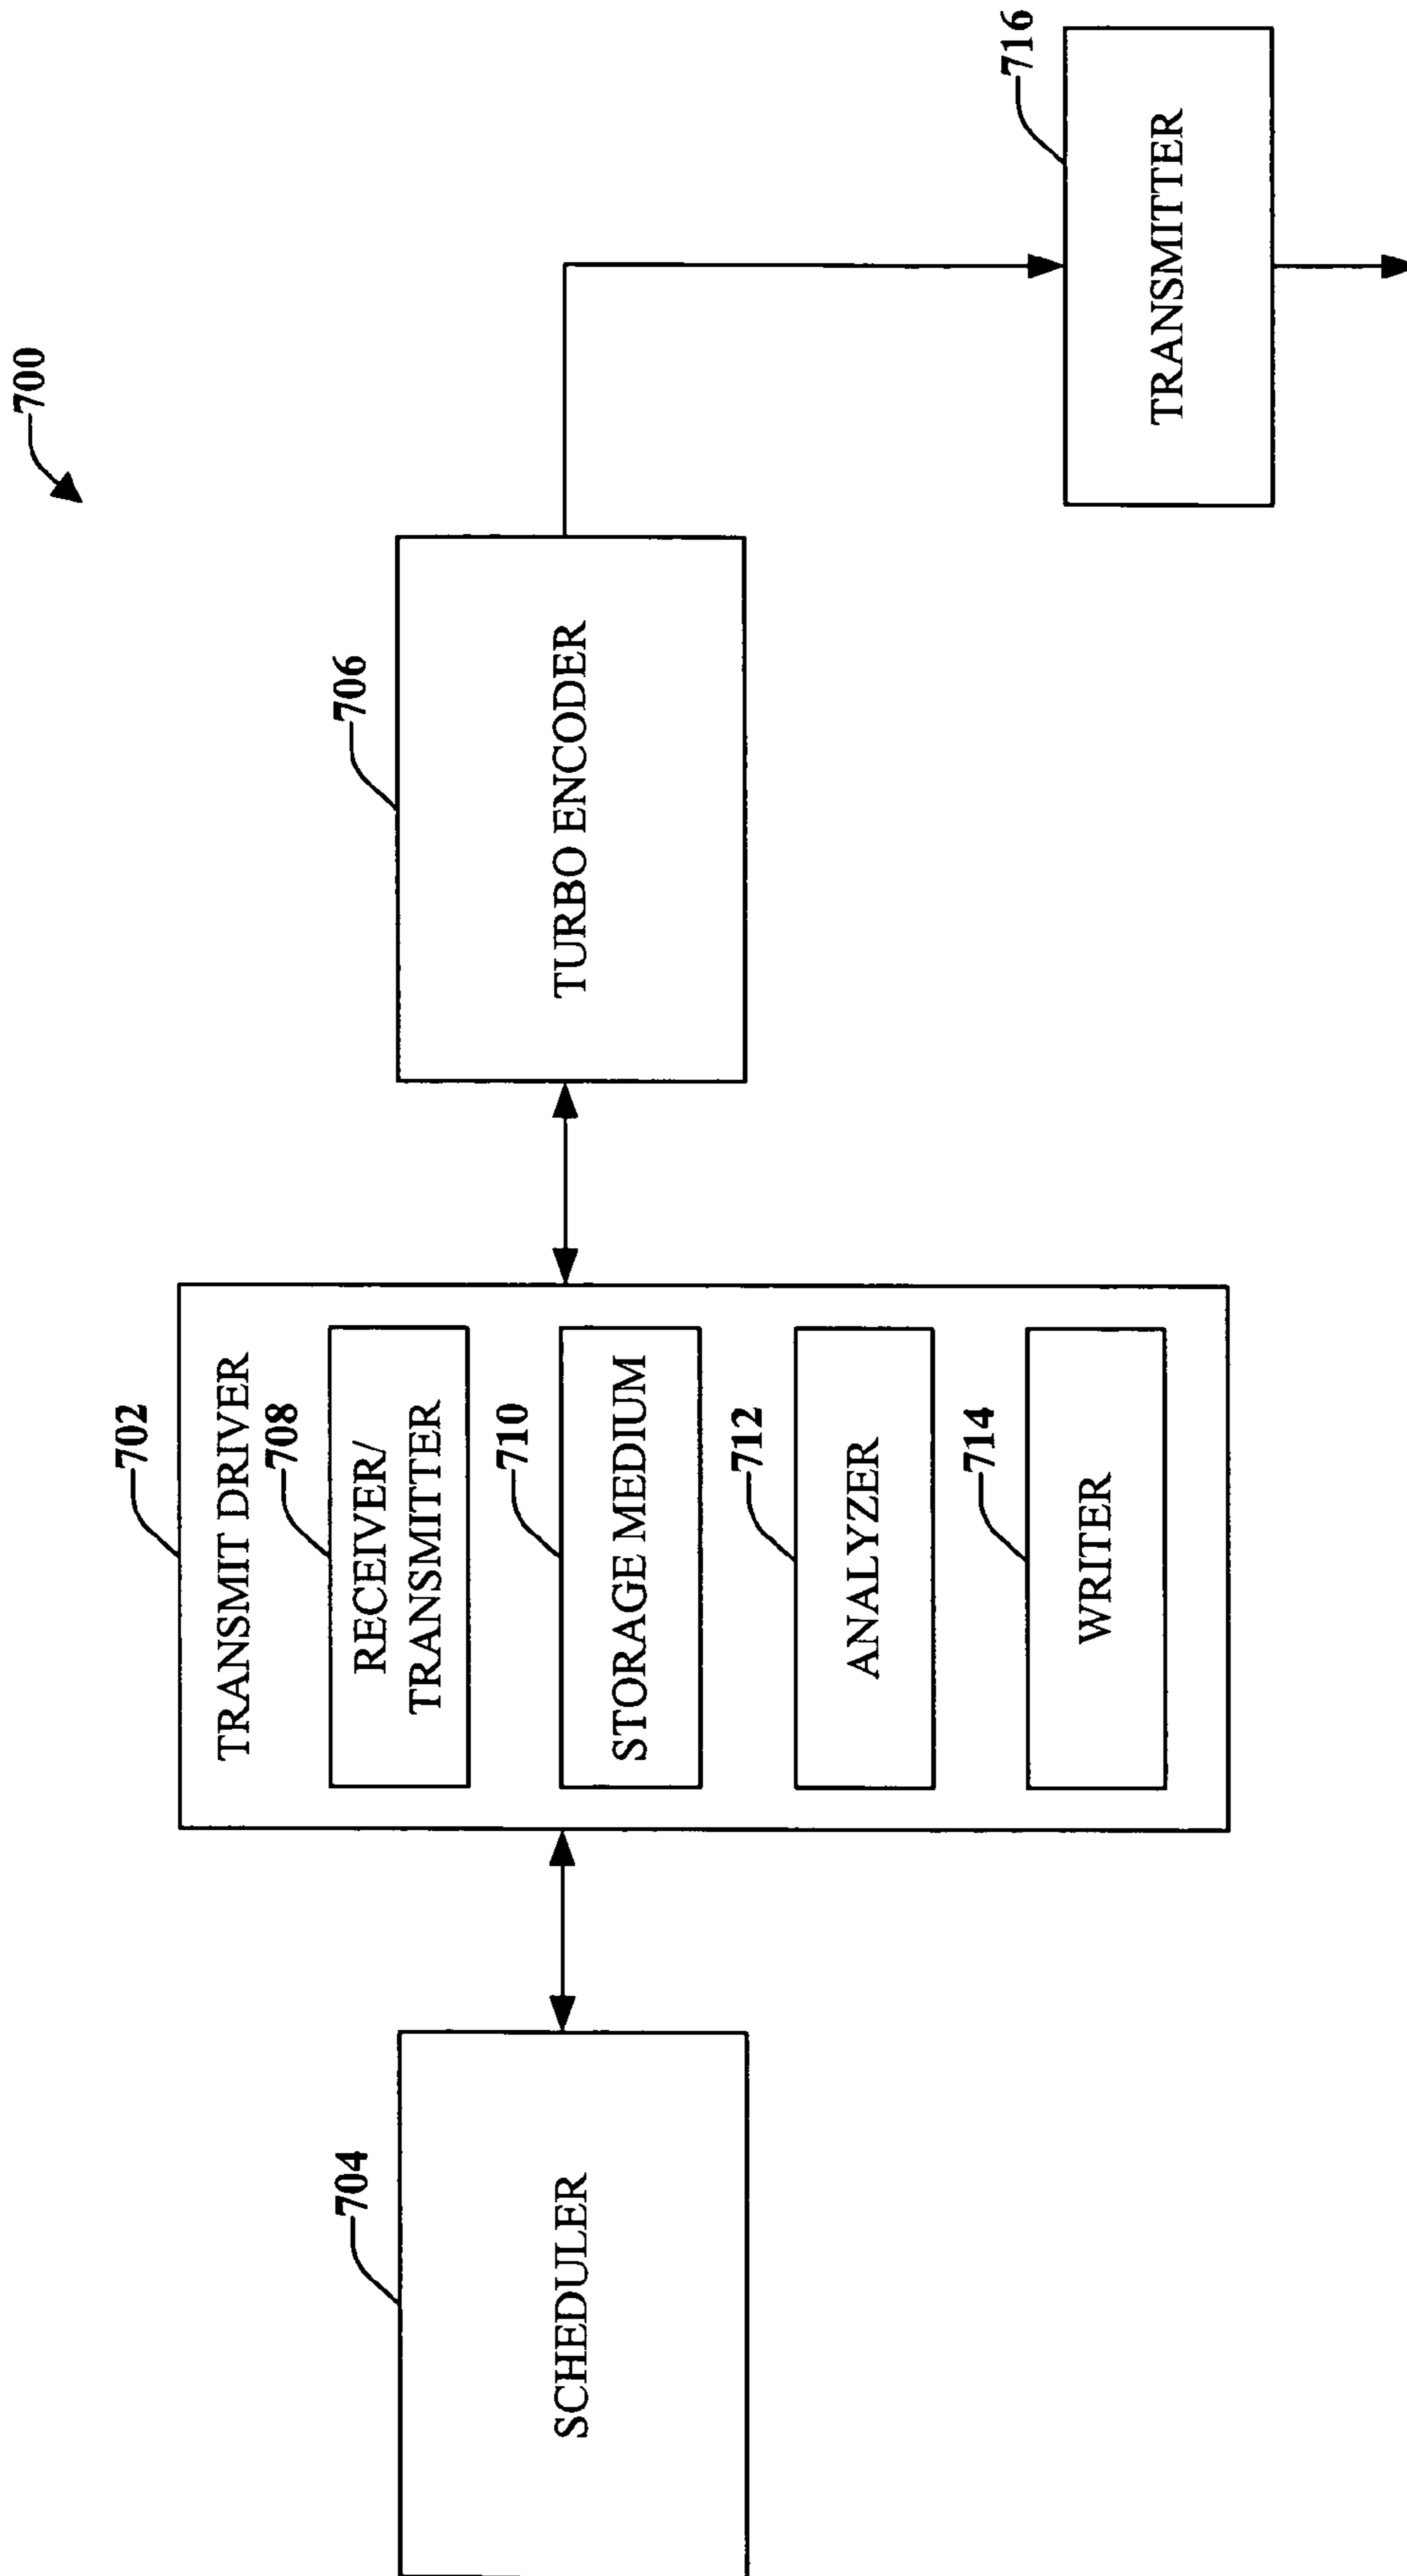 700
704
SCHEDULER
702
TRANSMIT DRIVER
708
RECEIVER/
TRANSMITTER
710
STORAGE MEDIUM
712
ANALYZER
714
WRITER
706
TURBO ENCODER
716
TRANSMITTER